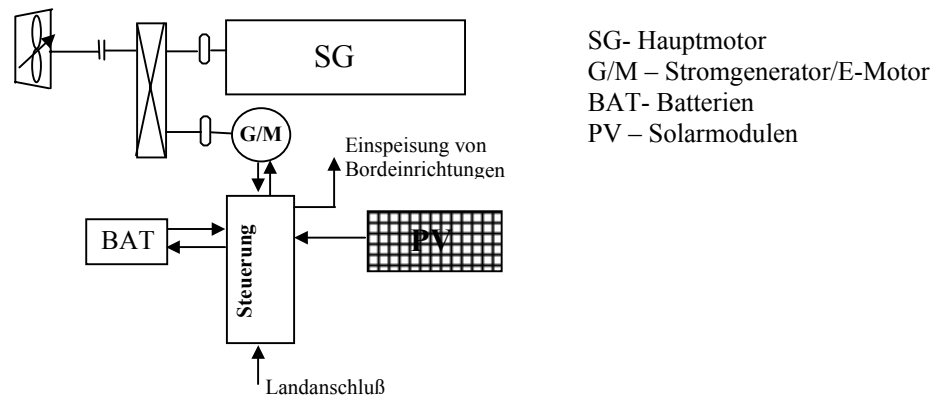 SG
G/M
Einspeisung von
Bordeinrichtungen
BAT
Steuerung
PV
Landanschluß
SG- Hauptmotor
G/M – Stromgenerator/E-Motor
BAT- Batterien
PV – Solarmodulen